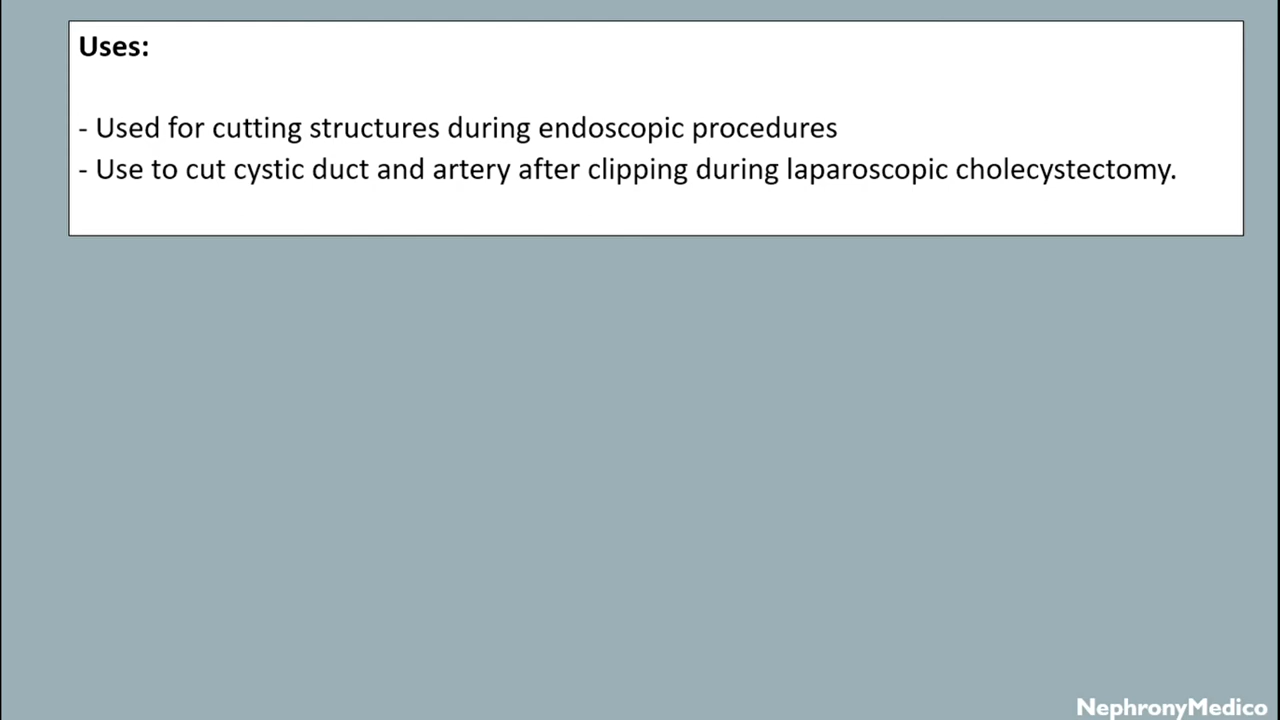 Uses:
- Used for cutting structures during endoscopic procedures
- Use to cut cystic duct and artery after clipping during laparoscopic cholecystectomy.
NephronyMedico